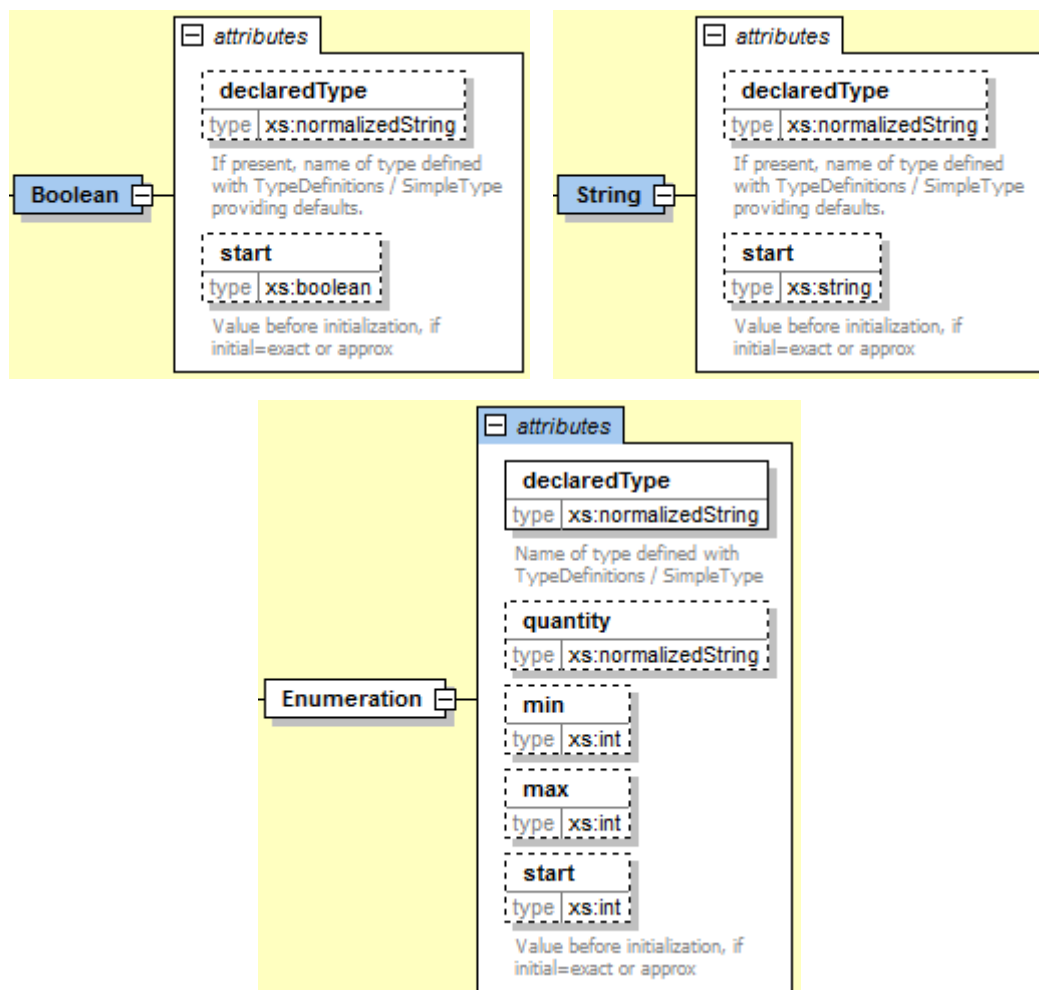 attributes
declaredType
type xs:normalizedString
If present, name of type defined
with TypeDefinitions / SimpleType
providing defaults.
Boolean
start
type xs:boolean
Value before initialization, if
initial=exact or approx
attributes
declaredType
type xs:normalizedString
If present, name of type defined
with TypeDefinitions / SimpleType
providing defaults.
String
start
type xs:string
Value before initialization, if
initial=exact or approx
attributes
declaredType
type xs:normalizedString
Name of type defined with
TypeDefinitions / SimpleType
quantity
type xs:normalizedString
Enumeration
min
type xs:int
max
type xs:int
start
type xs:int
Value before initialization, if
initial=exact or approx